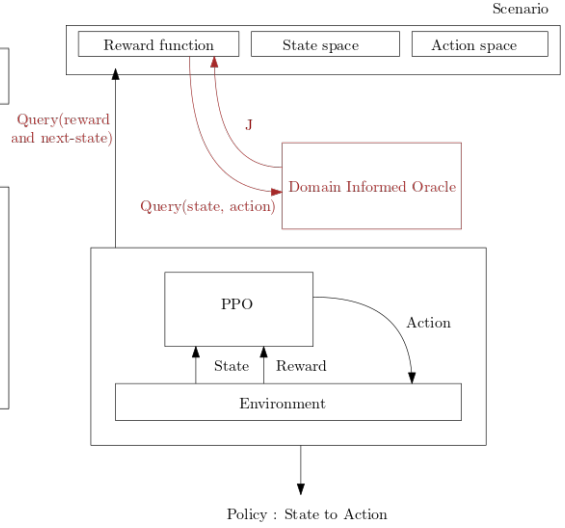 Scenario
Reward function
State space
Action space
Query(reward
and next-state)
J
Domain Informed Oracle
Query(state, action)
PPO
Action
State
Reward
Environment
Policy : State to Action